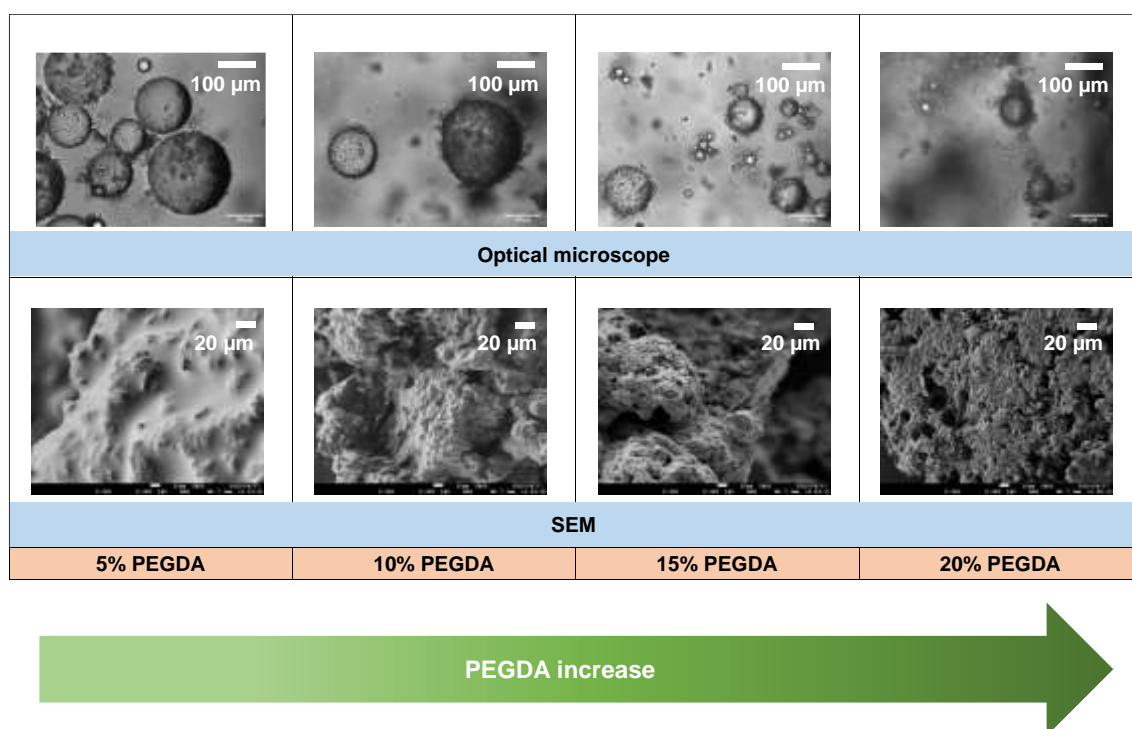 100 µm 100 µm 100 µm 100 µm
Optical microscope
20 µm 20 µm 20 µm 20 µm
SEM
5% PEGDA 10% PEGDA 15% PEGDA 20% PEGDA
PEGDA increase